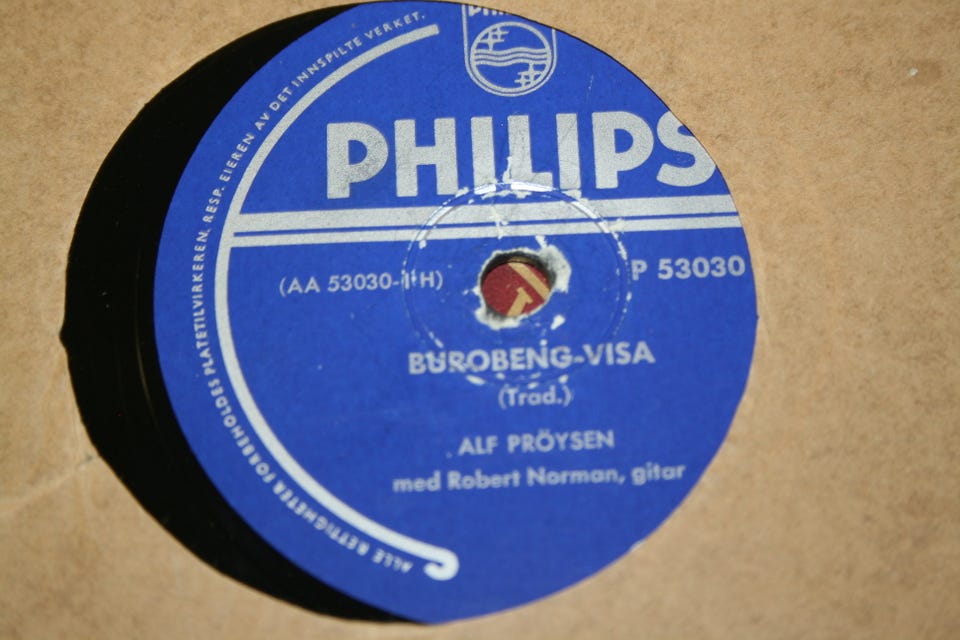 ALLE RETTIGHETER FORBEHOLDES PLATETILVIRKEREN, RESP. EIEREN AV DET INNSPILTE VERKET.
PHILIPS
(AA 53030-1 H)
P 53030
BUROBENG-VISA
(Trad.)
ALF PRÖYSEN
med Robert Norman, gitar